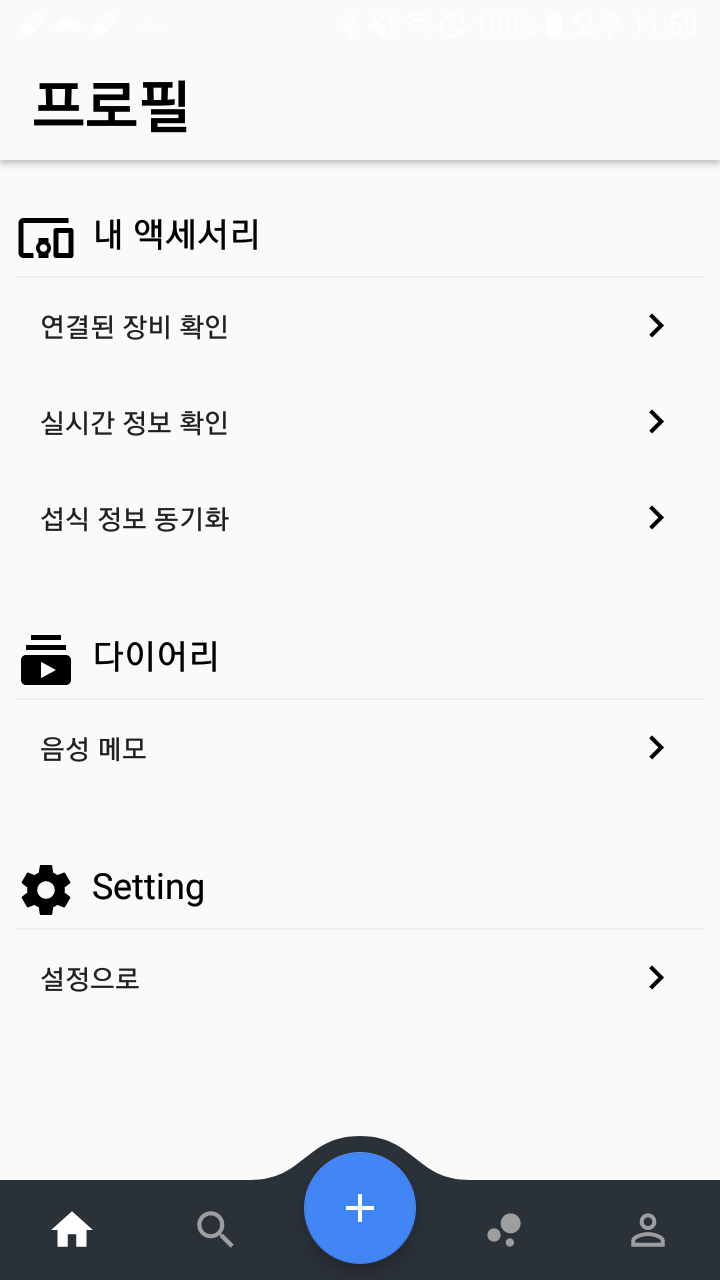 100% 오후 11:50
프로필
내 액세서리
연결된 장비 확인
실시간 정보 확인
섭식 정보 동기화
다이어리
음성 메모
Setting
설정으로